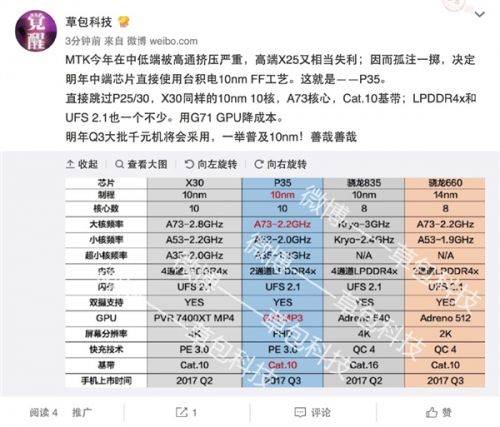 覚
醒
草包科技
3分钟前 来自 微博 weibo.com
MTK今年在中低端被高通挤压严重，高端X25又相当失利；因而孤注一掷，决定
明年中端芯片直接使用台积电10nm FF工艺。这就是——P35。
直接跳过P25/30，X30同样的10nm 10核，A73核心，Cat.10基带；LPDDR4x和
UFS 2.1也一个不少。用G71 GPU降成本。
明年Q3大批千元机将会采用，一举普及10nm！善哉善哉
收起 查看大图 向左旋转 向右旋转
芯片 X30 P35 骁龙835 骁龙660
制程 10nm 10nm 10nm 14nm
核心数 10 10 8 8
大核频率 A73-2.8GHz A73-2.2GHz Kryo-3GHz A73-2.2GHz
小核频率 A53-2.2GHz A53-2.0GHz Kryo-2.4GHz A53-1.9GHz
超小核频率 A35-2.0GHz N/A N/A
内存 4通道LPDDR4x 2通道LPDDR4x 4通道LPDDR4x 2通道LPDDR4x
闪存 UFS 2.1 UFS 2.1 UFS 2.1 UFS 2.1
双摄支持 YES YES YES YES
GPU PVR 7400XT MP4 G71 MP3 Adreno 540 Adreno 512
屏幕分辨率 4K FHD 4K 2K
快充技术 PE 3.0 PE 3.0 QC 4 QC 4
基带 Cat.10 Cat.10 Cat.16 Cat.10
手机上市时间 2017 Q2 2017 Q3 2017 Q2 2017 Q3
微博——草包科技
微博——草包科技
阅读 4 推广 1 评论 赞